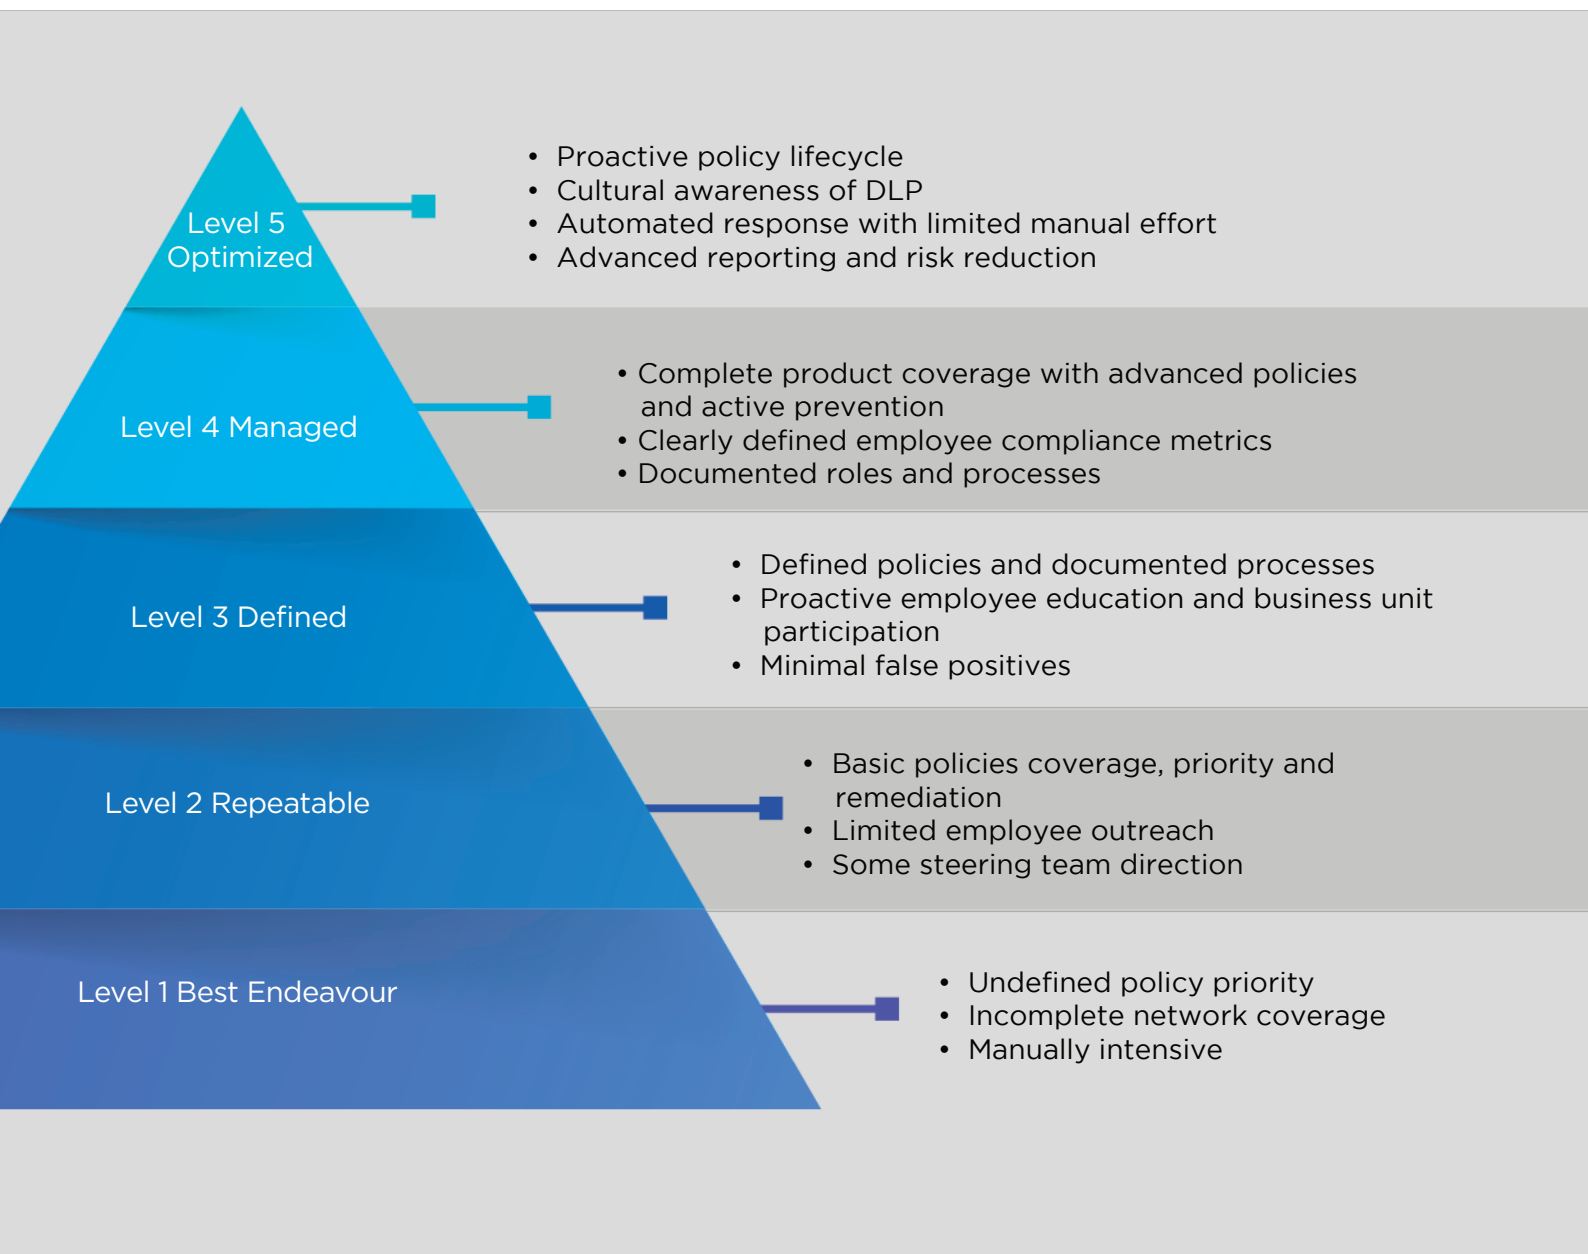 Level 5
Optimized
• Proactive policy lifecycle
• Cultural awareness of DLP
• Automated response with limited manual effort
• Advanced reporting and risk reduction
Level 4 Managed
• Complete product coverage with advanced policies
and active prevention
• Clearly defined employee compliance metrics
• Documented roles and processes
Level 3 Defined
• Defined policies and documented processes
• Proactive employee education and business unit
participation
• Minimal false positives
Level 2 Repeatable
• Basic policies coverage, priority and
remediation
• Limited employee outreach
• Some steering team direction
Level 1 Best Endeavour
• Undefined policy priority
• Incomplete network coverage
• Manually intensive